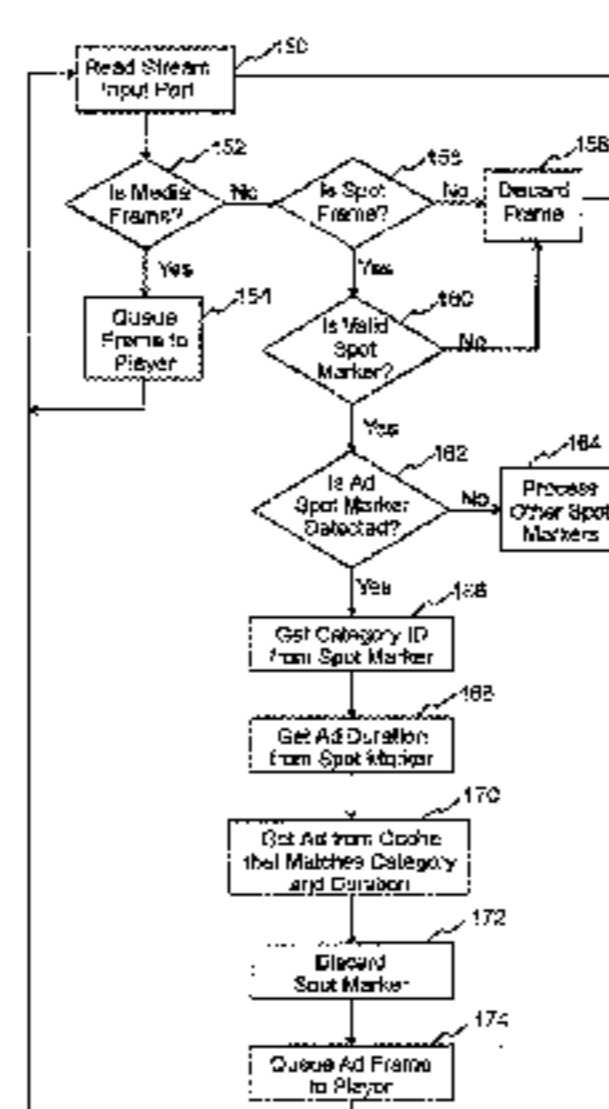 150
Read Stream
Input Port
152
Is Media
Frame?
No
156
Is Spot
Frame?
No
158
Discard
Frame
Yes
154
Queue
Frame to
Player
Yes
160
Is Valid
Spot
Marker?
No
Yes
162
Is Ad
Spot Marker
Detected?
No
164
Process
Other Spot
Markers
Yes
166
Get Category ID
from Spot Marker
168
Get Ad Duration
from Spot Marker
170
Get Ad from Cache
that Matches Category
and Duration
172
Discard
Spot Marker
174
Queue Ad Frame
to Player